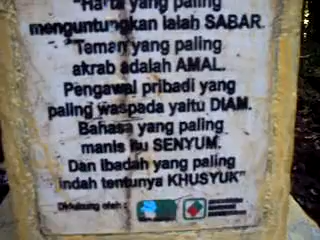 "Harta yang paling
menguntungkan ialah SABAR.
"Teman yang paling
akrab adalah AMAL.
Pengawal pribadi yang
paling waspada yaitu DIAM.
Bahasa yang paling
manis itu SENYUM.
Dan Ibadah yang paling
indah tentunya KHUSYUK"
Didukung oleh :